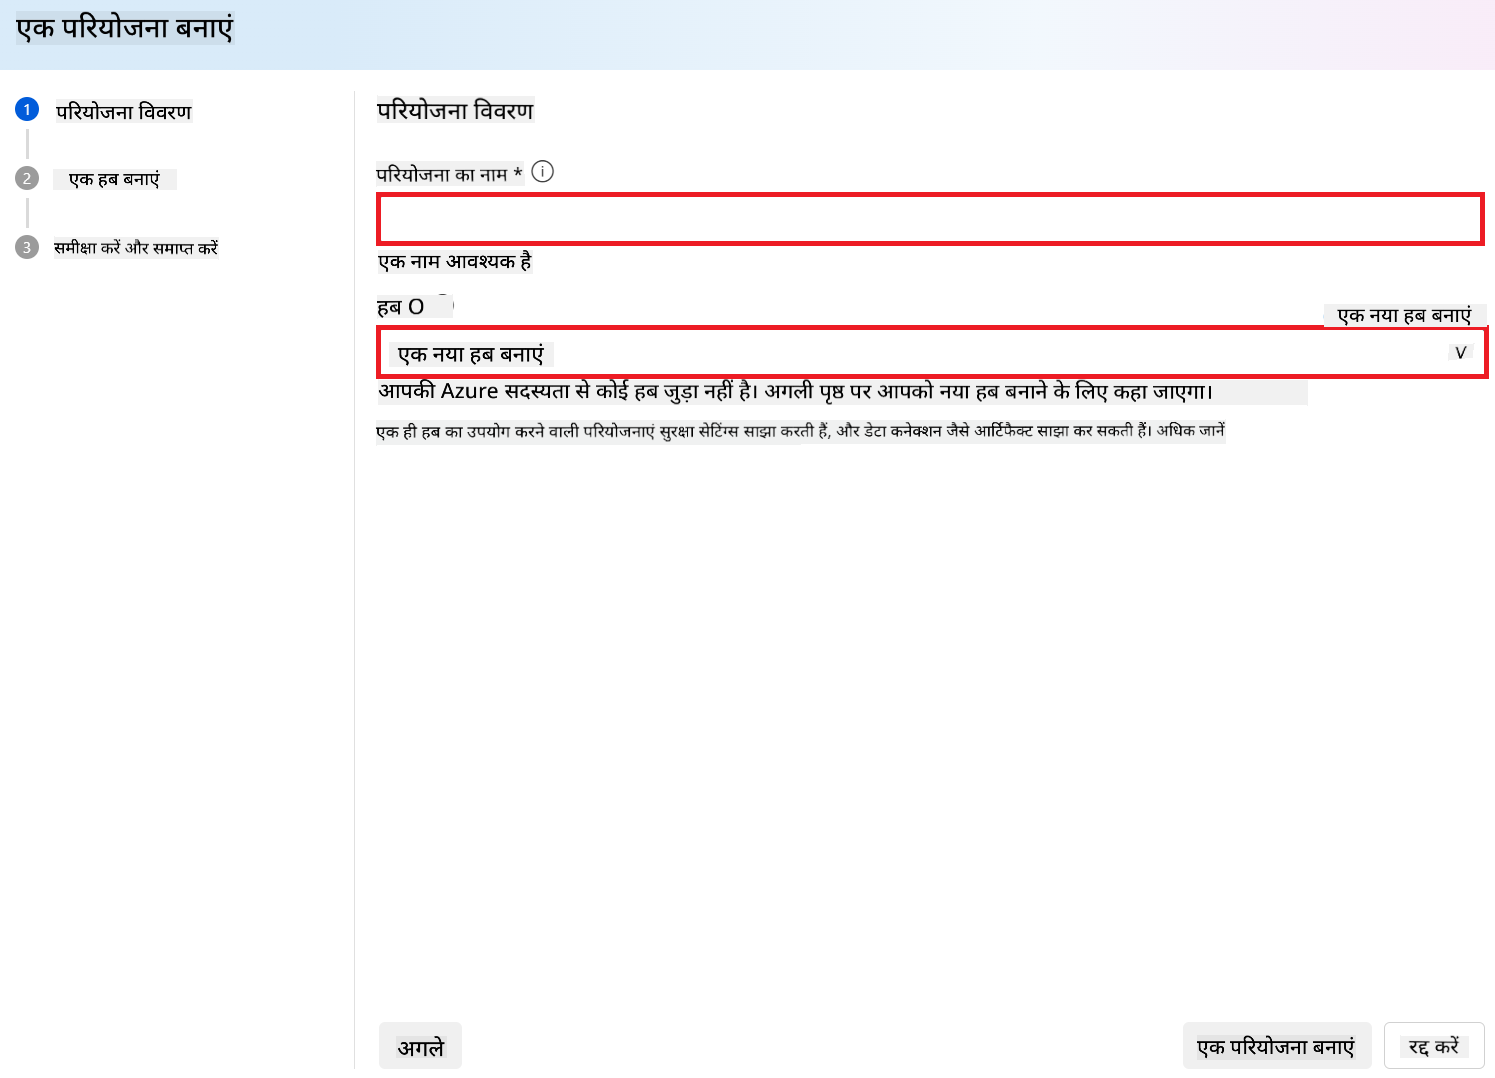 एक परियोजना बनाएं
1 परियोजना विवरण
2 एक हब बनाएं
3 समीक्षा करें और समाप्त करें
परियोजना विवरण
परियोजना का नाम * i
एक नाम आवश्यक है
हब O
एक नया हब बनाएं
एक नया हब बनाएं V
आपकी Azure सदस्यता से कोई हब जुड़ा नहीं है। अगली पृष्ठ पर आपको नया हब बनाने के लिए कहा जाएगा।
एक ही हब का उपयोग करने वाली परियोजनाएं सुरक्षा सेटिंग्स साझा करती हैं, और डेटा कनेक्शन जैसे आर्टिफैक्ट साझा कर सकती हैं। अधिक जानें
अगले
एक परियोजना बनाएं
रद्द करें